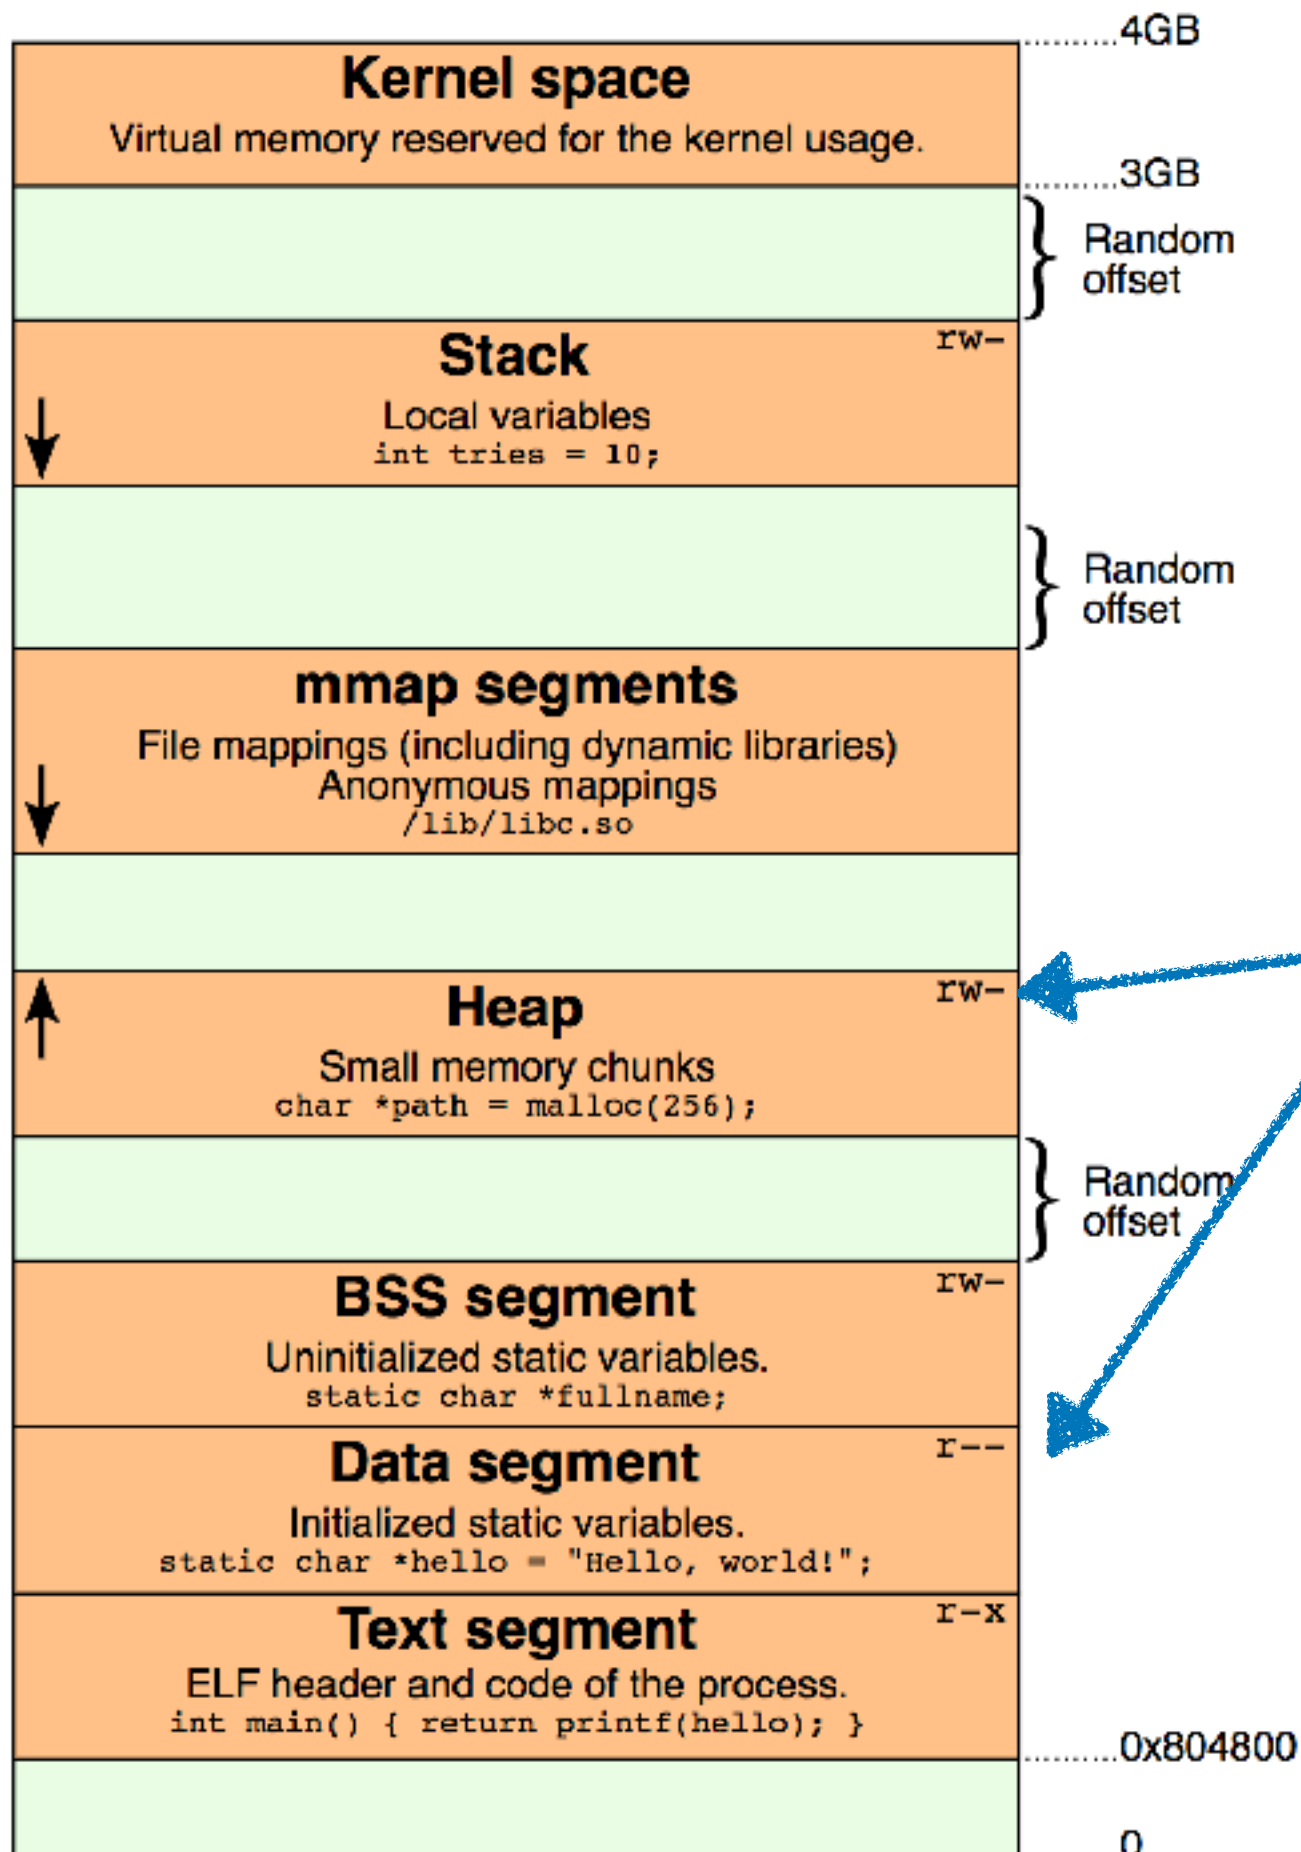 4GB
Kernel space
Virtual memory reserved for the kernel usage.
3GB
Random
offset
Stack
rw-
Local variables
int tries = 10;
Random
offset
mmap segments
File mappings (including dynamic libraries)
Anonymous mappings
/lib/libc.so
Heap
rw-
Small memory chunks
char *path = malloc(256);
Random
offset
BSS segment
rw-
Uninitialized static variables.
static char *fullname;
Data segment
r--
Initialized static variables.
static char *hello = "Hello, world!";
Text segment
r-x
ELF header and code of the process.
int main() { return printf(hello); }
0x804800
0